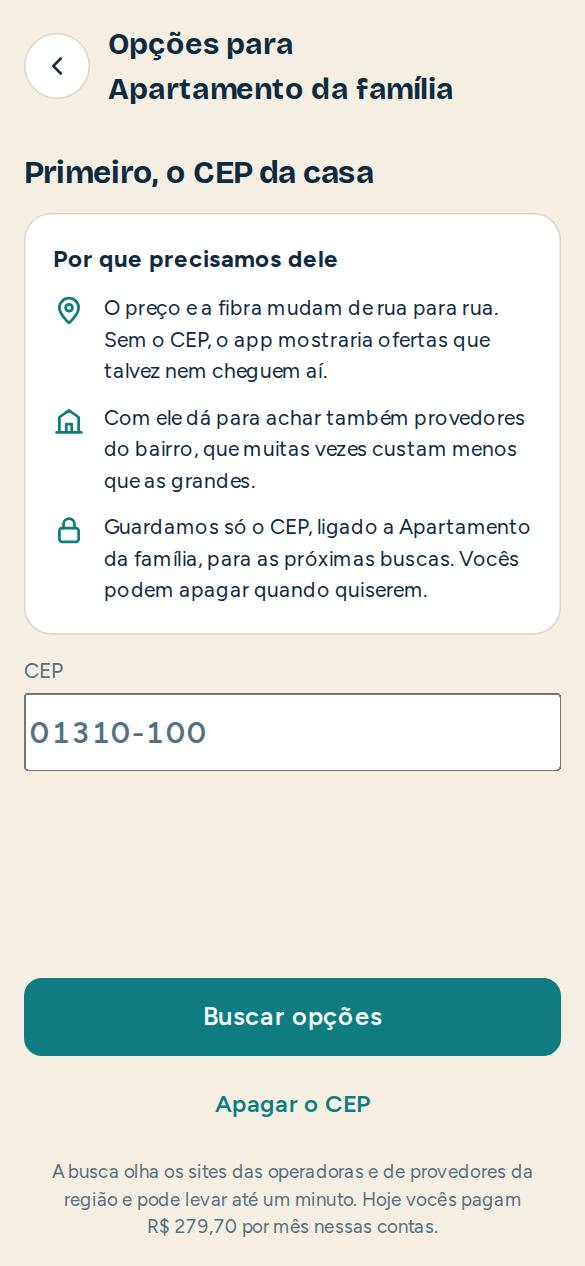 Opções para
Apartamento da família
Primeiro, o CEP da casa
Por que precisamos dele
O preço e a fibra mudam de rua para rua.
Sem o CEP, o app mostraria ofertas que
talvez nem cheguem aí.
Com ele dá para achar também provedores
do bairro, que muitas vezes custam menos
que as grandes.
Guardamos só o CEP, ligado a Apartamento
da família, para as próximas buscas. Vocês
podem apagar quando quiserem.
CEP
01310-100
Buscar opções
Apagar o CEP
A busca olha os sites das operadoras e de provedores da
região e pode levar até um minuto. Hoje vocês pagam
R$ 279,70 por mês nessas contas.